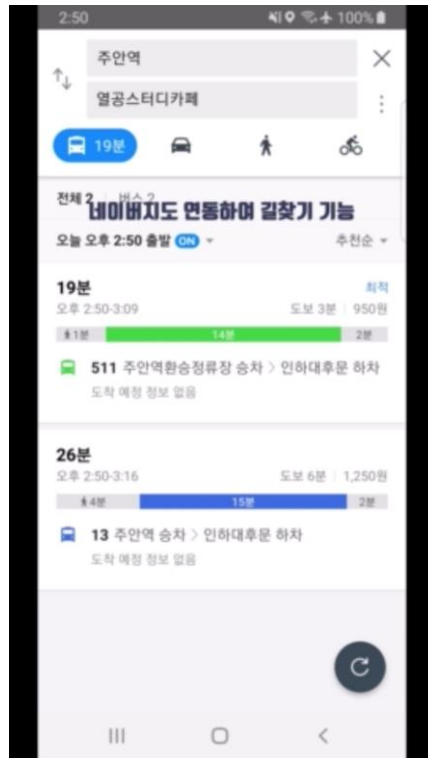 2:50 100%
주안역
열공스터디카페
19분
전체 2 버스 2
네이버지도 연동하여 길찾기 기능
오늘 오후 2:50 출발 ON 추천순
19분 최적
오후 2:50-3:09 도보 3분 | 950원
1분 14분 2분
511 주안역환승정류장 승차 > 인하대후문 하차
도착 예정 정보 없음
26분
오후 2:50-3:16 도보 6분 | 1,250원
4분 15분 2분
13 주안역 승차 > 인하대후문 하차
도착 예정 정보 없음